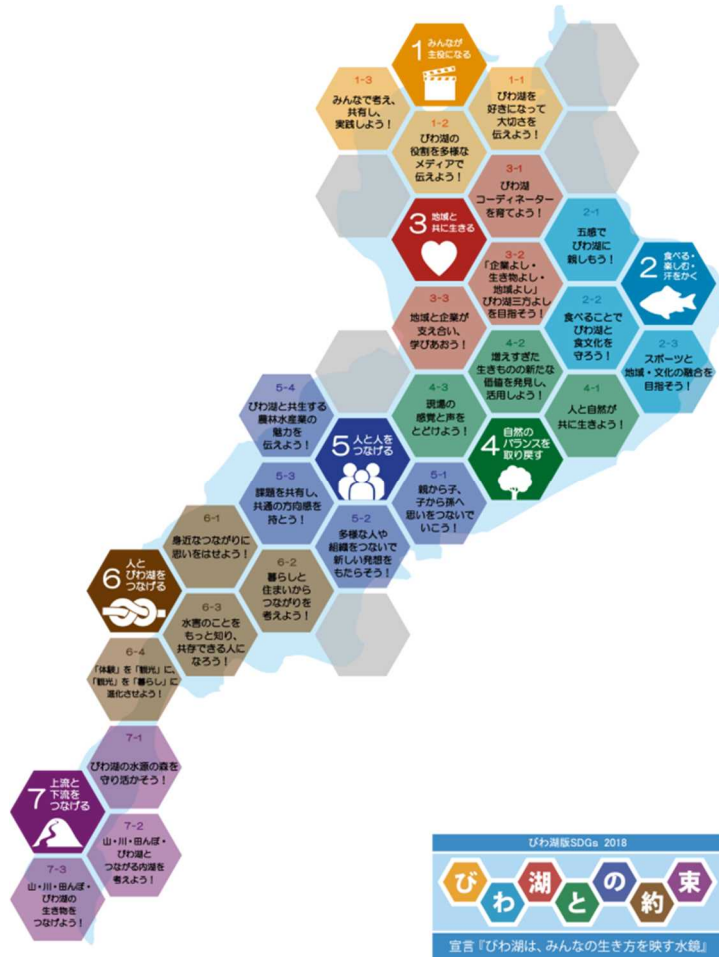 1 みんなが
主役になる
1-3
みんなで考え、
共有し、
実践しよう！
1-1
びわ湖を
好きになって
大切さを
伝えよう！
1-2
びわ湖の
役割を多様な
メディアで
伝えよう！
3-1
びわ湖
コーディネーター
を育てよう！
3 地域と
共に生きる
3-2
「企業よし・
生き物よし・
地域よし」
びわ湖三方よし
を目指そう！
2-1
五感で
びわ湖に
親しもう！
2 食べる・
楽しむ・
汗をかく
3-3
地域と企業が
支え合い、
学びあおう！
2-2
食べることで
びわ湖と
食文化を
守ろう！
4-2
増えすぎた
生きものの新たな
価値を発見し、
活用しよう！
2-3
スポーツと
地域・文化の融合を
目指そう！
5-4
びわ湖と共生する
農林水産業の
魅力を
伝えよう！
4-3
現場の
感覚と声を
とどけよう！
4-1
人と自然が
共に生きよう！
5 人と人を
つなげる
4 自然の
バランスを
取り戻す
5-3
課題を共有し、
共通の方向感を
持とう！
5-1
親から子、
子から孫へ
思いをつないで
いこう！
6-1
身近なつながりに
思いをはせよう！
5-2
多様な人や
組織をつないで
新しい発想を
もたらそう！
6 人と
びわ湖を
つなげる
6-2
暮らしと
住まいから
つながりを
考えよう！
6-3
水害のことを
もっと知り、
共存できる人に
なろう！
6-4
「体験」を「観光」に、
「観光」を「暮らし」に
進化させよう！
7-1
びわ湖の水源の森を
守り活かそう！
7 上流と
下流を
つなげる
7-2
山・川・田んぼ・
びわ湖と
つながる内湖を
考えよう！
7-3
山・川・田んぼ・
びわ湖の
生き物を
つなげよう！
びわ湖版SDGs 2018
びわ湖との約束
宣言『びわ湖は、みんなの生き方を映す水鏡』